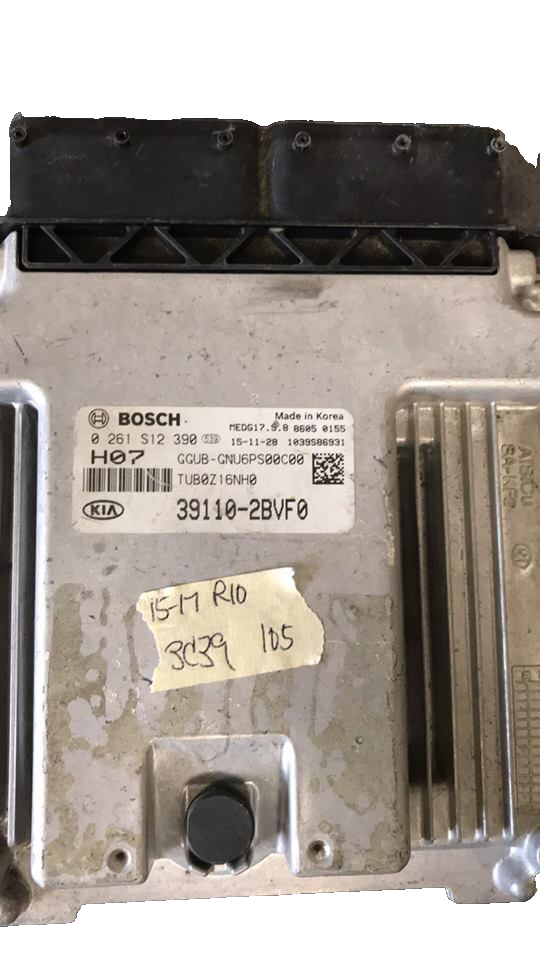 BOSCH
Made in Korea
MEDG17.9.8 8605 0155
0 261 S12 390
15-11-28 1039S86931
H07
GGUB-GNU6PS00C00
TUB0Z16NH0
KIA
39110-2BVF0
15-17 RIO
3C39 105